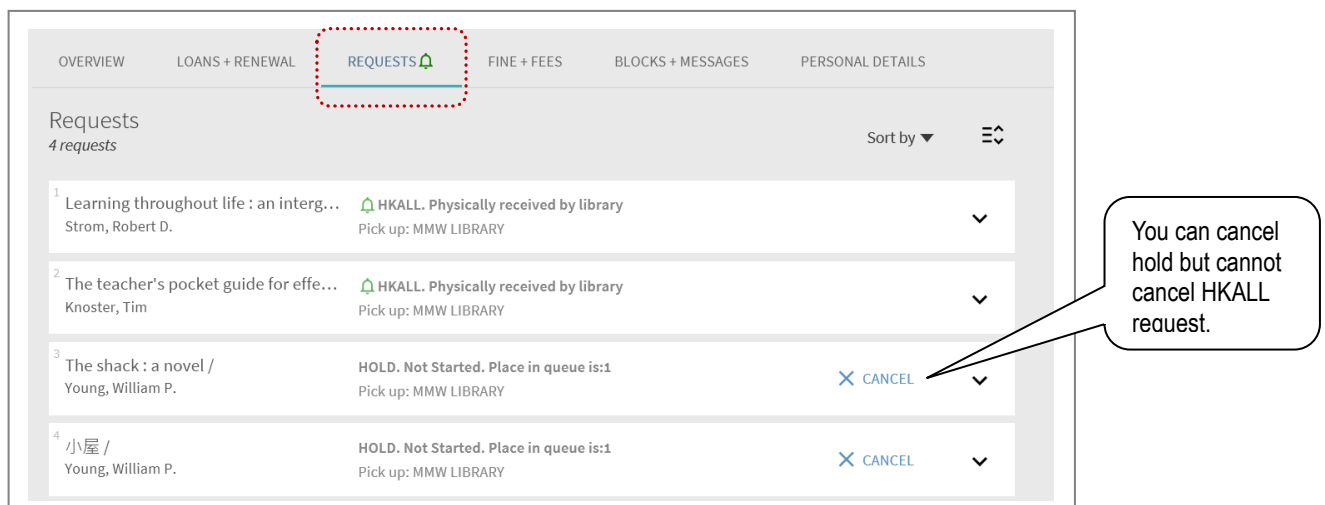 OVERVIEW LOANS + RENEWAL REQUESTS FINE + FEES BLOCKS + MESSAGES PERSONAL DETAILS
Requests
4 requests
Sort by
1
Learning throughout life : an interg... HKALL. Physically received by library
Strom, Robert D. Pick up: MMW LIBRARY
2
The teacher's pocket guide for effe... HKALL. Physically received by library
Knoster, Tim Pick up: MMW LIBRARY
3
The shack : a novel / HOLD. Not Started. Place in queue is:1
Young, William P. Pick up: MMW LIBRARY
CANCEL
4
小屋 / HOLD. Not Started. Place in queue is:1
Young, William P. Pick up: MMW LIBRARY
CANCEL
You can cancel
hold but cannot
cancel HKALL
request.